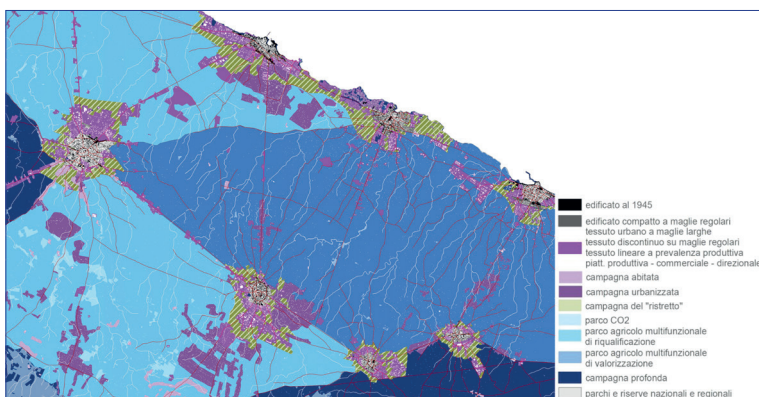 edificato al 1945
edificato compatto a maglie regolari
tessuto urbano a maglie larghe
tessuto discontinuo su maglie regolari
tessuto lineare a prevalenza produttiva
piatt. produttiva - commerciale - direzionale
campagna abitata
campagna urbanizzata
campagna del "ristretto"
parco CO2
parco agricolo multifunzionale
di riqualificazione
parco agricolo multifunzionale
di valorizzazione
campagna profonda
parchi e riserve nazionali e regionali